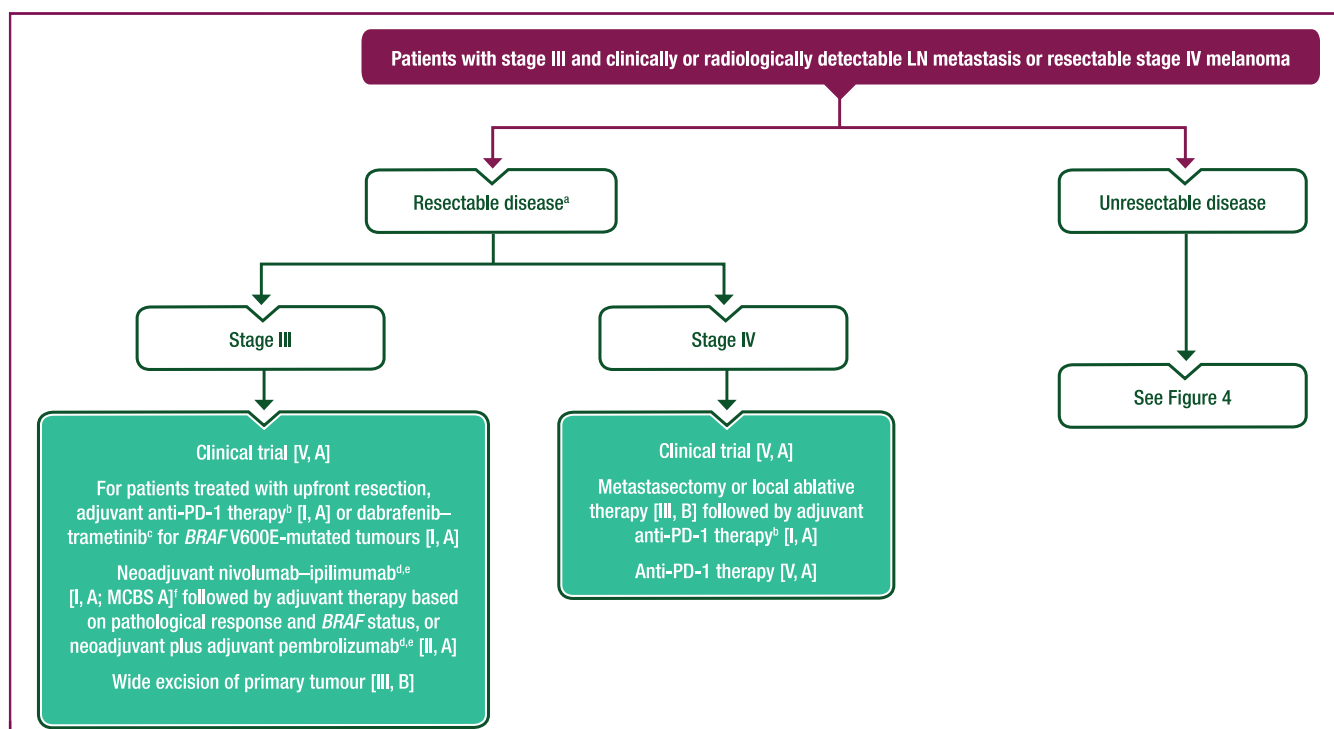 Patients with stage III and clinically or radiologically detectable LN metastasis or resectable stage IV melanoma
Resectable diseaseᵃ
Unresectable disease
Stage III
Stage IV
See Figure 4
Clinical trial [V, A]
For patients treated with upfront resection,
adjuvant anti-PD-1 therapyᵇ [I, A] or dabrafenib–
trametinibᶜ for BRAF V600E-mutated tumours [I, A]
Neoadjuvant nivolumab–ipilimumabᵈ,ᵉ
[I, A; MCBS A]ᶠ followed by adjuvant therapy based
on pathological response and BRAF status, or
neoadjuvant plus adjuvant pembrolizumabᵈ,ᵉ [II, A]
Wide excision of primary tumour [III, B]
Clinical trial [V, A]
Metastasectomy or local ablative
therapy [III, B] followed by adjuvant
anti-PD-1 therapyᵇ [I, A]
Anti-PD-1 therapy [V, A]